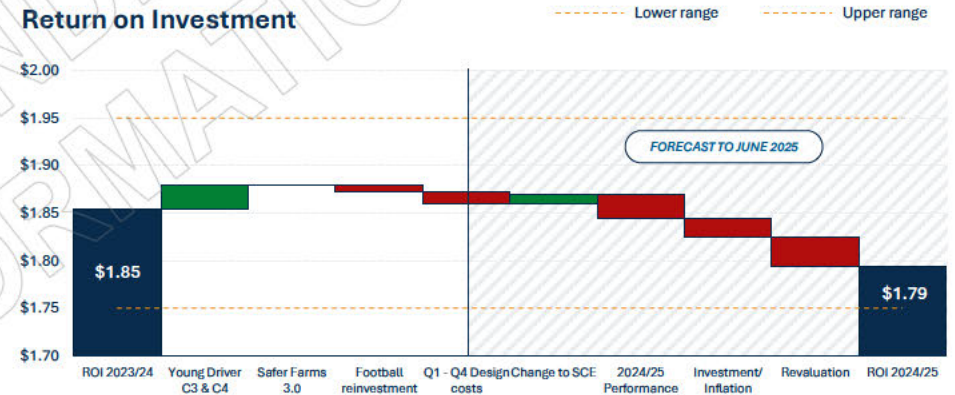 Return on Investment
Lower range
Upper range
$2.00
$1.95
$1.90
$1.85
$1.80
$1.75
$1.70
FORECAST TO JUNE 2025
$1.85
$1.79
ROI 2023/24
Young Driver
C3 & C4
Safer Farms
3.0
Football
reinvestment
Q1 - Q4 Design
costs
Change to SCE
2024/25
Performance
Investment/
Inflation
Revaluation
ROI 2024/25